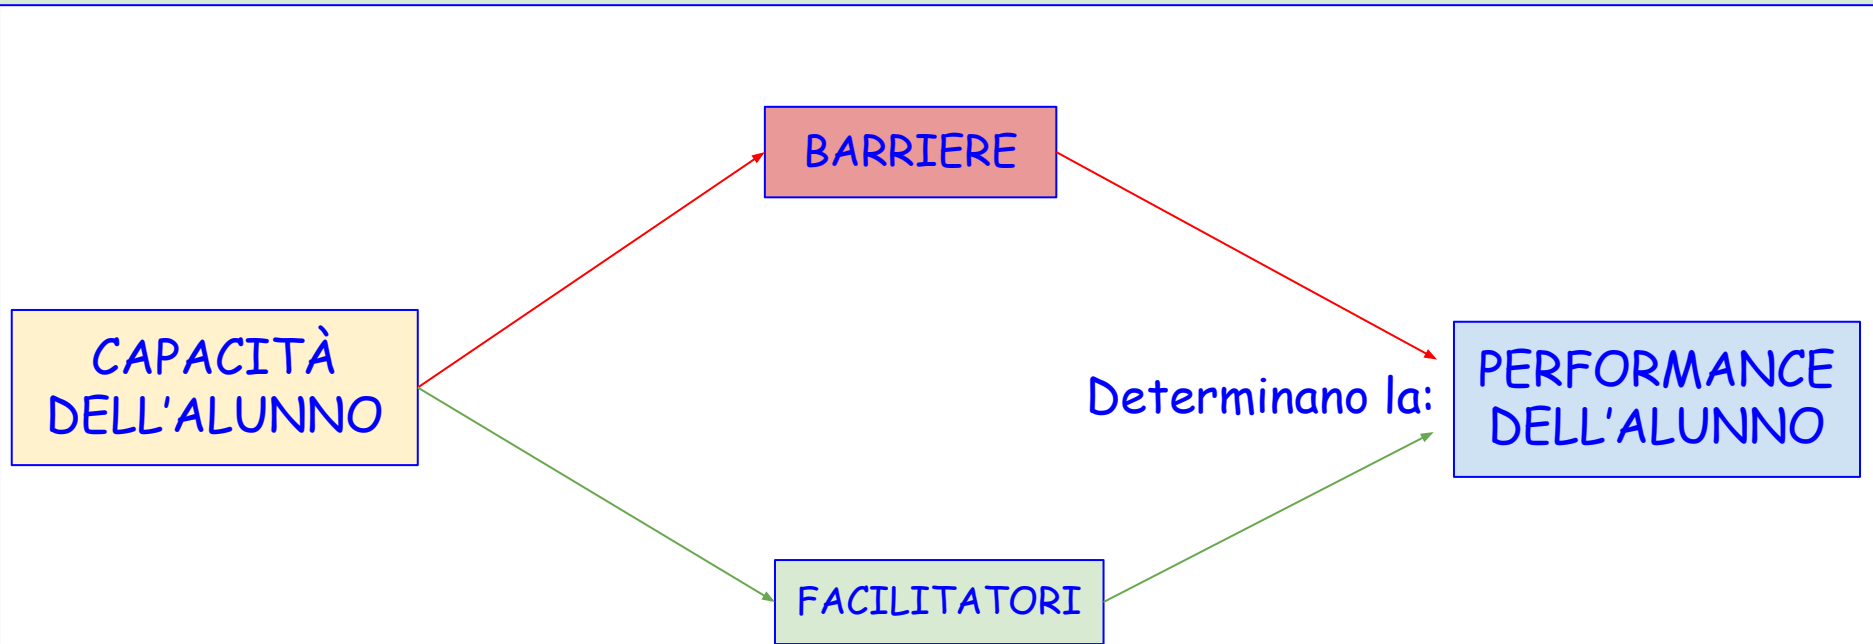 BARRIERE
CAPACITÀ
DELL'ALUNNO
Determinano la:
PERFORMANCE
DELL'ALUNNO
FACILITATORI